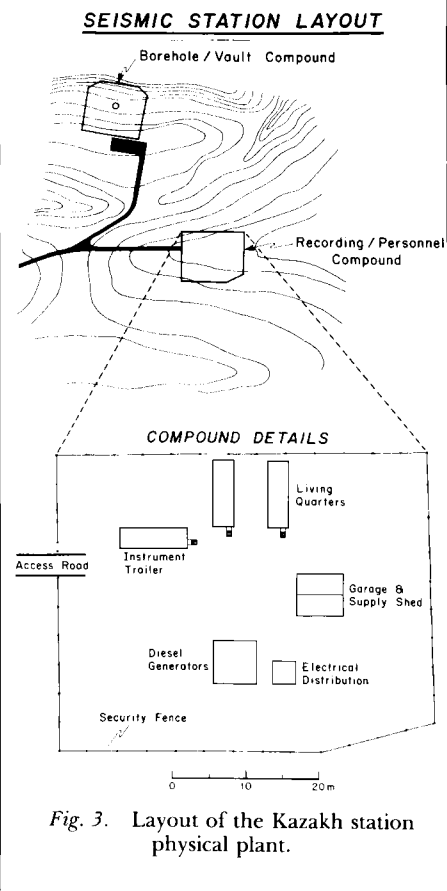 SEISMIC STATION LAYOUT
Borehole / Vault Compound
Recording / Personnel
Compound
COMPOUND DETAILS
Living
Quarters
Instrument
Trailer
Access Road
Garage &
Supply Shed
Diesel
Generators
Electrical
Distribution
Security Fence
0 10 20 m
Fig. 3. Layout of the Kazakh station
physical plant.